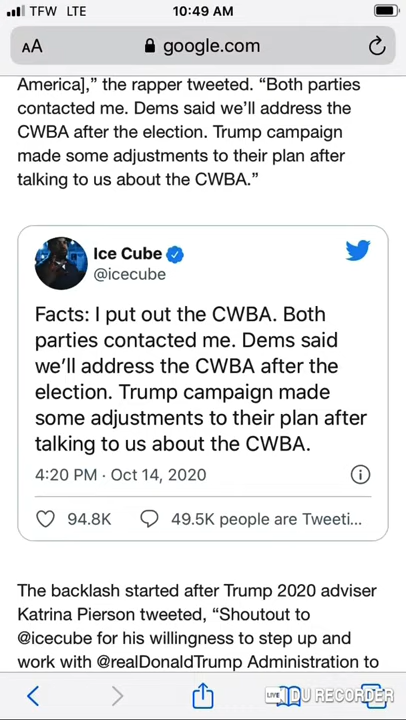 TFW LTE 10:49 AM
AA google.com
America],” the rapper tweeted. “Both parties
contacted me. Dems said we’ll address the
CWBA after the election. Trump campaign
made some adjustments to their plan after
talking to us about the CWBA.”
Ice Cube
@icecube
Facts: I put out the CWBA. Both
parties contacted me. Dems said
we’ll address the CWBA after the
election. Trump campaign made
some adjustments to their plan after
talking to us about the CWBA.
4:20 PM · Oct 14, 2020
94.8K 49.5K people are Tweeti...
The backlash started after Trump 2020 adviser
Katrina Pierson tweeted, “Shoutout to
@icecube for his willingness to step up and
work with @realDonaldTrump Administration to
LIVE DU RECORDER